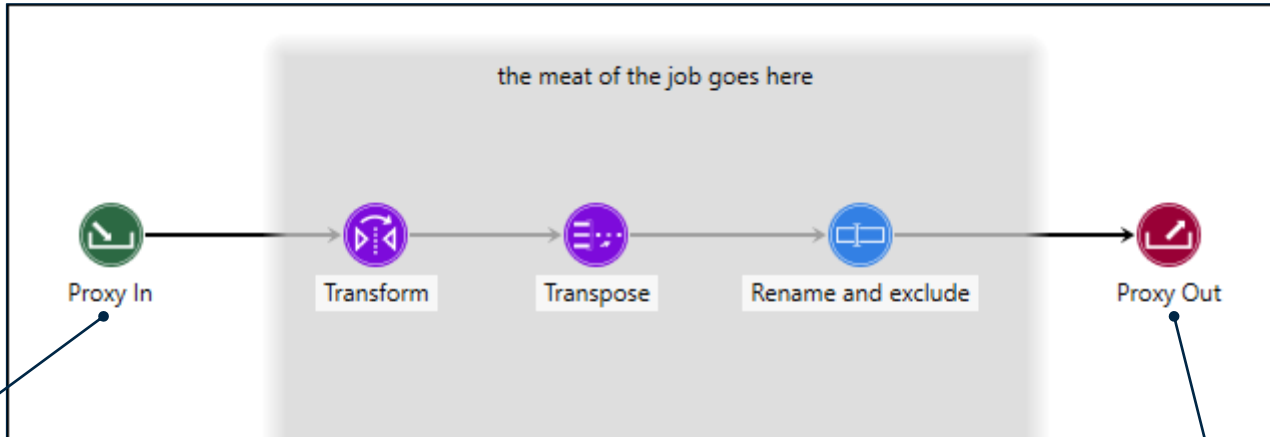 the meat of the job goes here
Proxy In
Transform
Transpose
Rename and exclude
Proxy Out